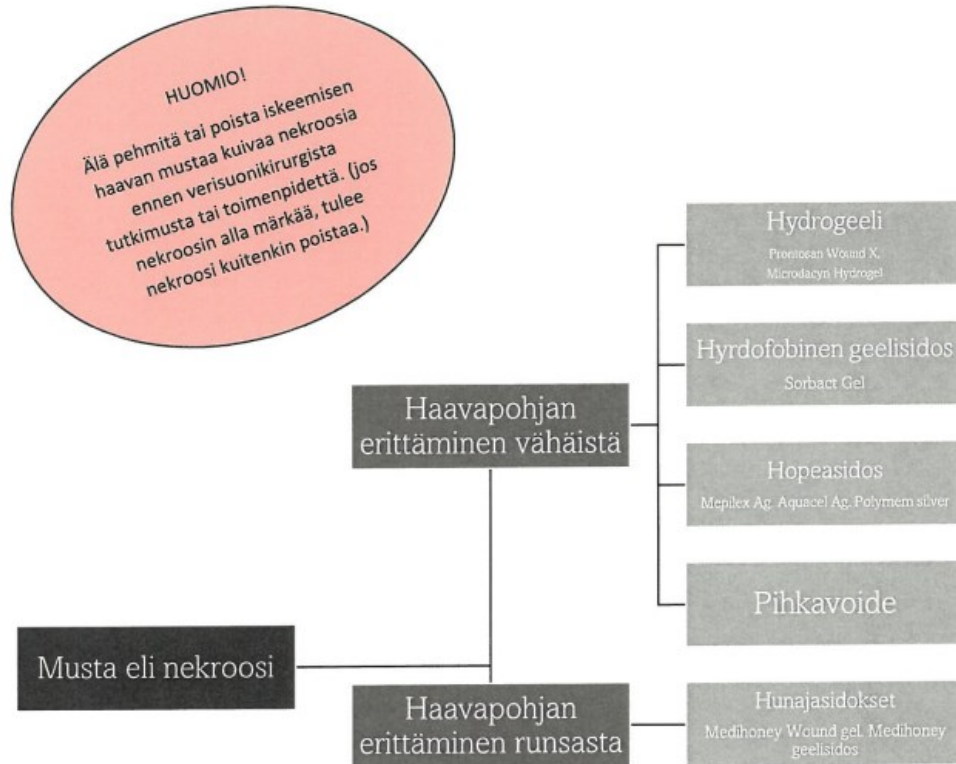 HUOMIO!
Älä pehmitä tai poista iskeemisen
haavan mustaa kuivaa nekroosia
ennen verisuonikirurgista
tutkimusta tai toimenpidettä. (jos
nekroosin alla märkää, tulee
nekroosi kuitenkin poistaa.)
Hydrogeeli
Prontosan Wound X,
Microdacyn Hydrogel
Hyrdofobinen geelisidos
Sorbact Gel
Haavapohjan
erittäminen vähäistä
Hopeasidos
Mepilex Ag. Aquacel Ag. Polymem silver
Pihkavoide
Musta eli nekroosi
Haavapohjan
erittäminen runsasta
Hunajasidokset
Medihoney Wound gel. Medihoney
geelisidos